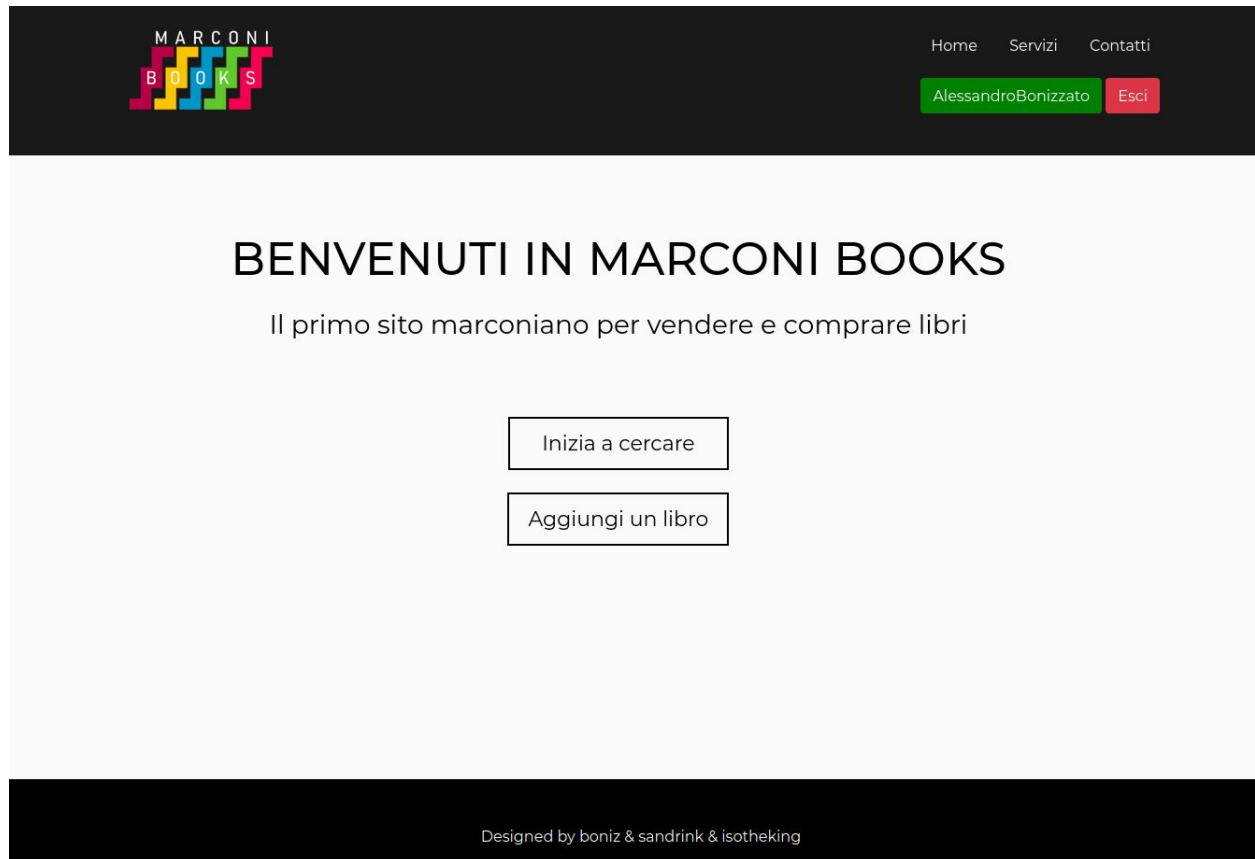 MARCONI
BOOKS
Home Servizi Contatti
AlessandroBonizzato Esci
BENVENUTI IN MARCONI BOOKS
Il primo sito marconiano per vendere e comprare libri
Inizia a cercare
Aggiungi un libro
Designed by boniz & sandrink & isotheking